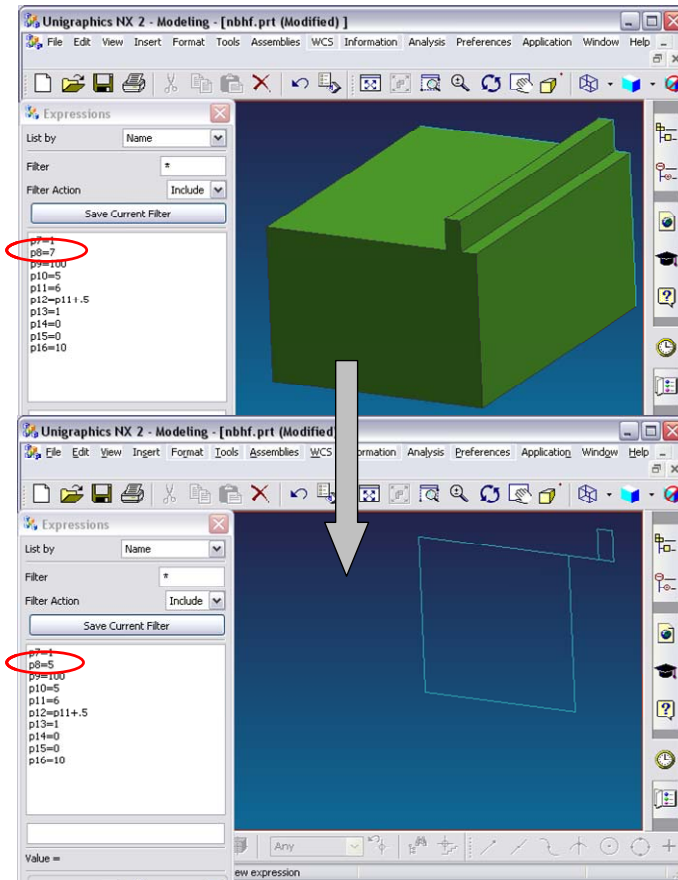 Unigraphics NX 2 - Modeling - [nbhf.prt (Modified) ]
File Edit View Insert Format Tools Assemblies WCS Information Analysis Preferences Application Window Help
Expressions
List by Name
Filter *
Filter Action Include
Save Current Filter
p7=1
p8=7
p9=100
p10=5
p11=6
p12=p11+.5
p13=1
p14=0
p15=0
p16=10
Unigraphics NX 2 - Modeling - [nbhf.prt (Modified)
File Edit View Insert Format Tools Assemblies WCS ormation Analysis Preferences Application Window Help
Expressions
List by Name
Filter *
Filter Action Include
Save Current Filter
p7=1
p8=5
p9=100
p10=5
p11=6
p12=p11+.5
p13=1
p14=0
p15=0
p16=10
Any
Value =
ew expression